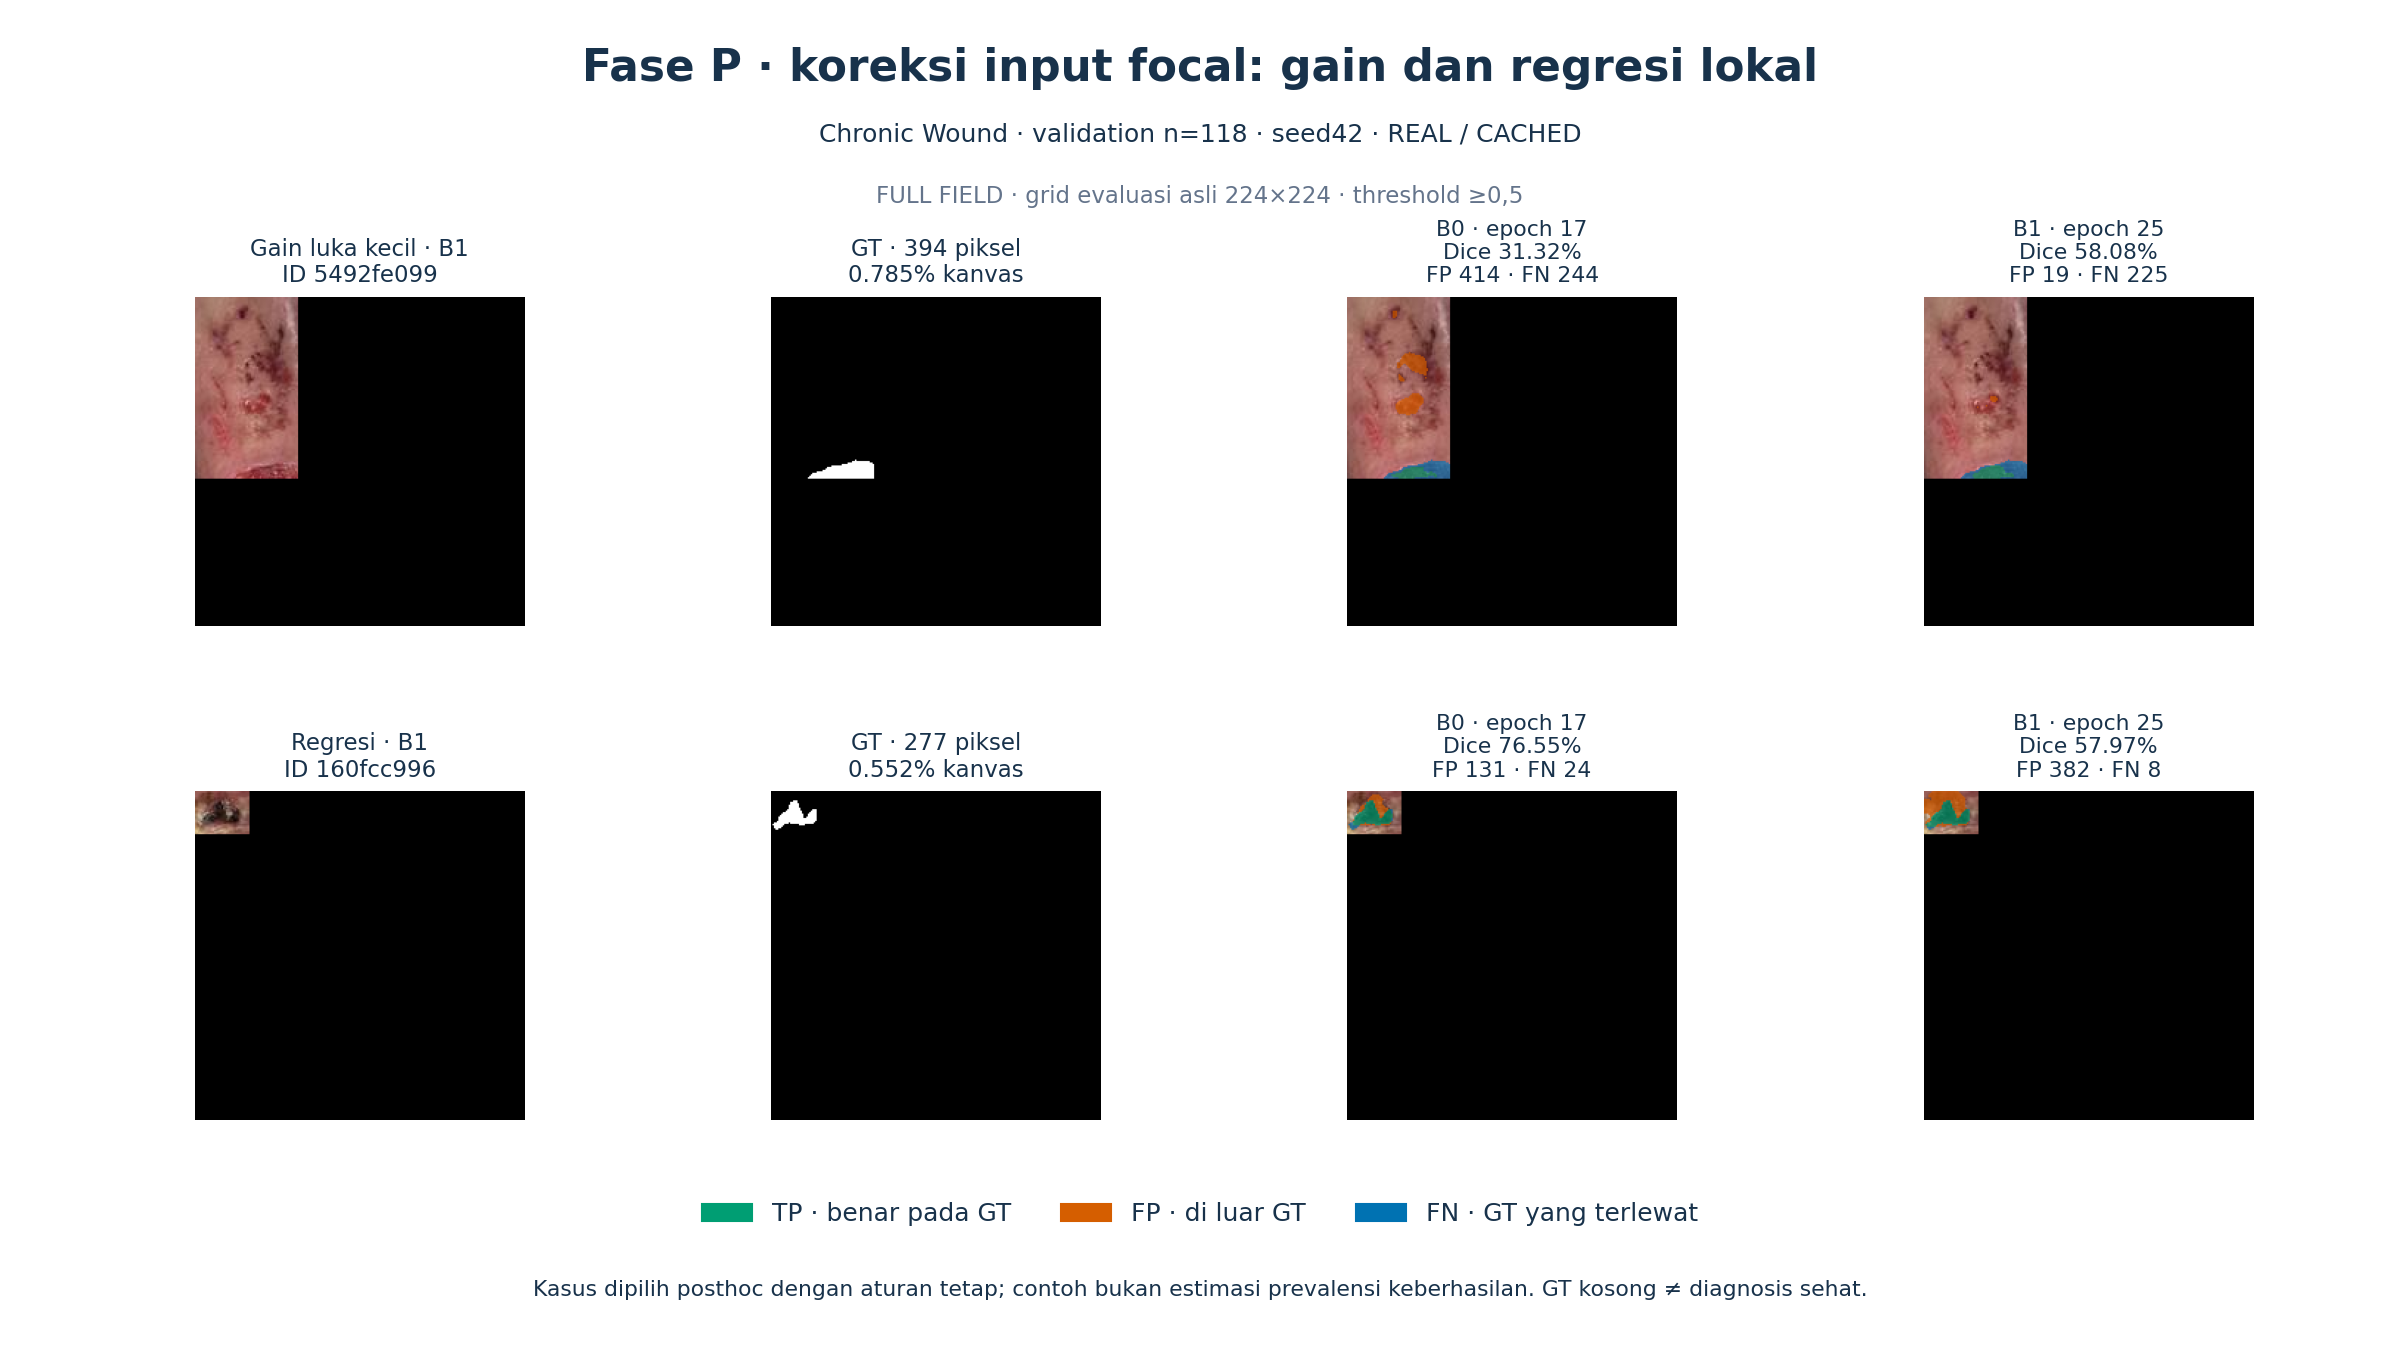 Fase P · koreksi input focal: gain dan regresi lokal
Chronic Wound · validation n=118 · seed42 · REAL / CACHED
FULL FIELD · grid evaluasi asli 224×224 · threshold ≥0,5
Gain luka kecil · B1
ID 5492fe099
GT · 394 piksel
0.785% kanvas
B0 · epoch 17
Dice 31.32%
FP 414 · FN 244
B1 · epoch 25
Dice 58.08%
FP 19 · FN 225
Regresi · B1
ID 160fcc996
GT · 277 piksel
0.552% kanvas
B0 · epoch 17
Dice 76.55%
FP 131 · FN 24
B1 · epoch 25
Dice 57.97%
FP 382 · FN 8
TP · benar pada GT
FP · di luar GT
FN · GT yang terlewat
Kasus dipilih posthoc dengan aturan tetap; contoh bukan estimasi prevalensi keberhasilan. GT kosong ≠ diagnosis sehat.